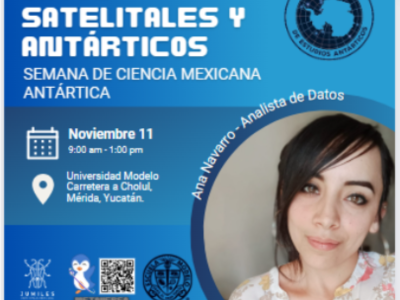 SATELITALES Y
ANTÁRTICOS
SEMANA DE CIENCIA MEXICANA
ANTÁRTICA
DE ESTUDIOS ANTÁRTICOS
Noviembre 11
9:00 am - 1:00 pm
Universidad Modelo
Carretera a Cholul,
Mérida, Yucatán.
Ana Navarro - Analista de Datos
JUMILES